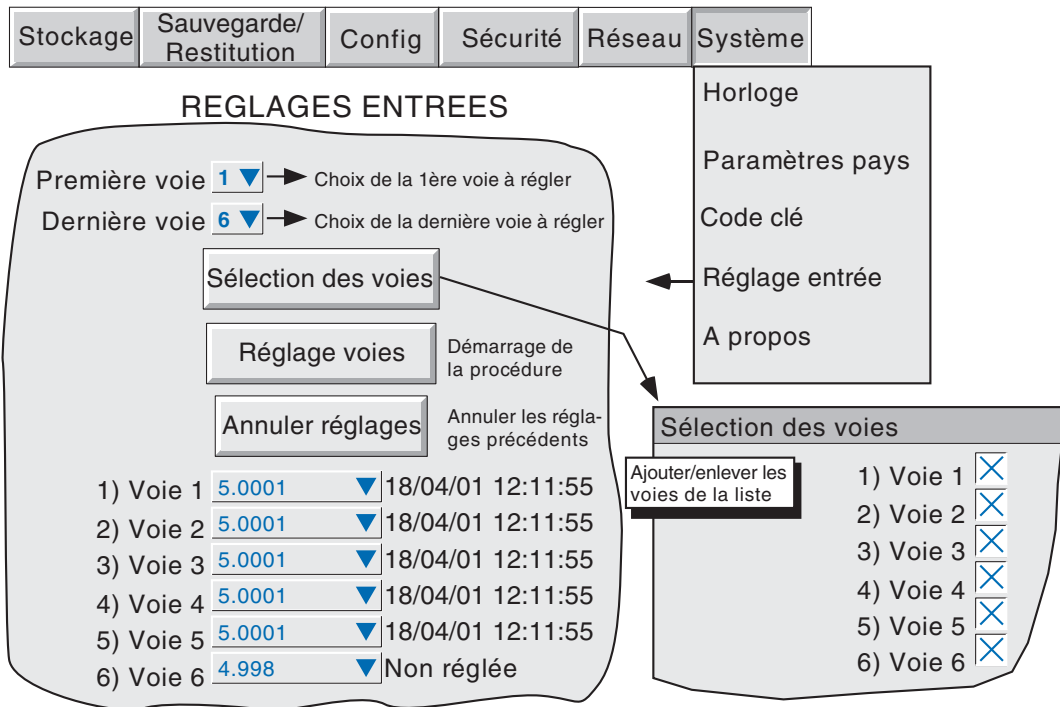 Stockage
Sauvegarde/
Restitution
Config
Sécurité
Réseau
Système
Horloge
Paramètres pays
Code clé
Réglage entrée
A propos
REGLAGES ENTREES
Première voie 1 Choix de la 1ère voie à régler
Dernière voie 6 Choix de la dernière voie à régler
Sélection des voies
Réglage voies
Démarrage de
la procédure
Annuler réglages
Annuler les régla-
ges précédents
1) Voie 1 5.0001 18/04/01 12:11:55
2) Voie 2 5.0001 18/04/01 12:11:55
3) Voie 3 5.0001 18/04/01 12:11:55
4) Voie 4 5.0001 18/04/01 12:11:55
5) Voie 5 5.0001 18/04/01 12:11:55
6) Voie 6 4.998 Non réglée
Sélection des voies
Ajouter/enlever les
voies de la liste
1) Voie 1
2) Voie 2
3) Voie 3
4) Voie 4
5) Voie 5
6) Voie 6